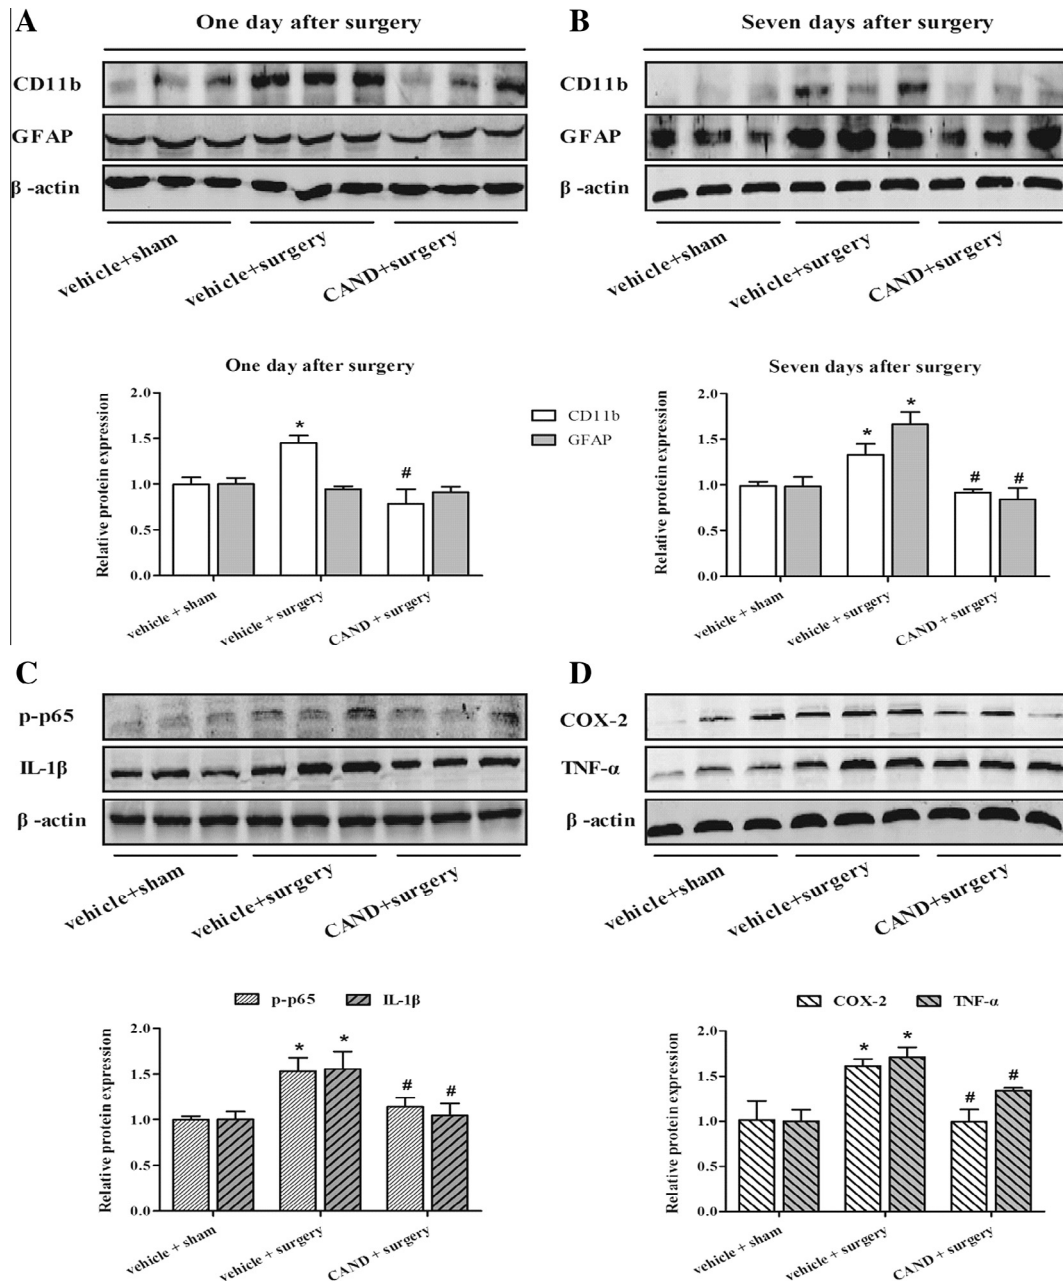 A
One day after surgery
CD11b
GFAP
β -actin
vehicle+sham
vehicle+surgery
CAND+surgery
B
Seven days after surgery
CD11b
GFAP
β -actin
vehicle+sham
vehicle+surgery
CAND+surgery
One day after surgery
Relative protein expression
2.0
1.5
1.0
0.5
0.0
*
#
vehicle + sham
vehicle + surgery
CAND + surgery
CD11b
GFAP
Seven days after surgery
Relative protein expression
2.0
1.5
1.0
0.5
0.0
*
*
# #
vehicle + sham
vehicle + surgery
CAND + surgery
C
p-p65
IL-1β
β -actin
vehicle+sham
vehicle+surgery
CAND+surgery
D
COX-2
TNF-α
β -actin
vehicle+sham
vehicle+surgery
CAND+surgery
p-p65 IL-1β
Relative protein expression
2.0
1.5
1.0
0.5
0.0
* *
# #
vehicle + sham
vehicle + surgery
CAND + surgery
COX-2 TNF-α
Relative protein expression
2.0
1.5
1.0
0.5
0.0
* *
# #
vehicle + sham
vehicle + surgery
CAND + surgery